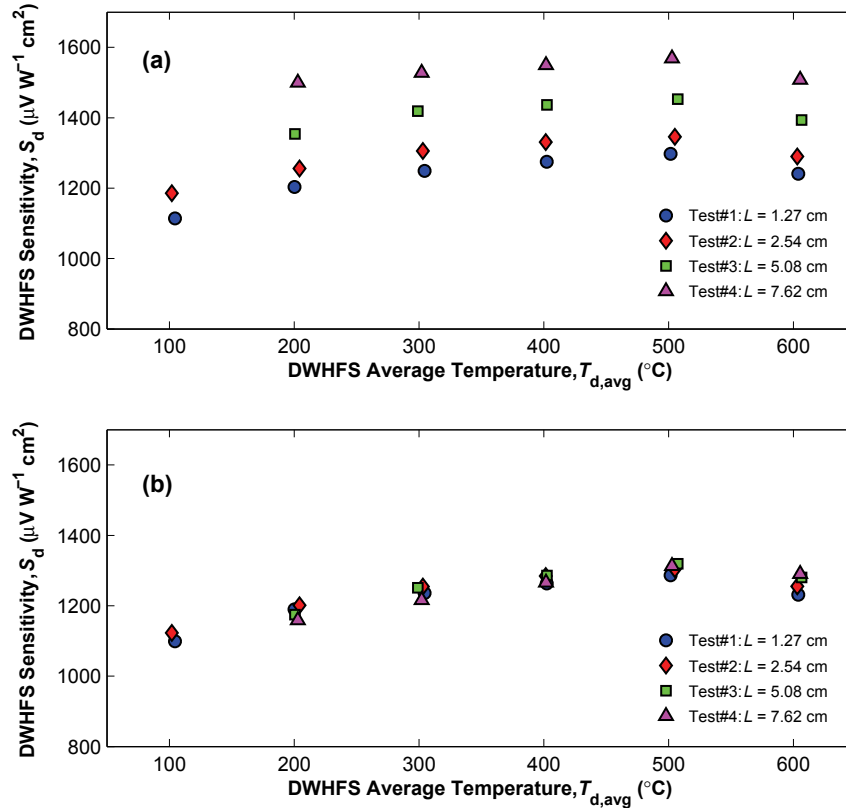 1600
1400
1200
1000
800
DWHFS Sensitivity, S_d (μV W⁻¹ cm²)
(a)
Test#1: L = 1.27 cm
Test#2: L = 2.54 cm
Test#3: L = 5.08 cm
Test#4: L = 7.62 cm
100 200 300 400 500 600
DWHFS Average Temperature, T_d,avg (°C)
1600
1400
1200
1000
800
DWHFS Sensitivity, S_d (μV W⁻¹ cm²)
(b)
Test#1: L = 1.27 cm
Test#2: L = 2.54 cm
Test#3: L = 5.08 cm
Test#4: L = 7.62 cm
100 200 300 400 500 600
DWHFS Average Temperature, T_d,avg (°C)